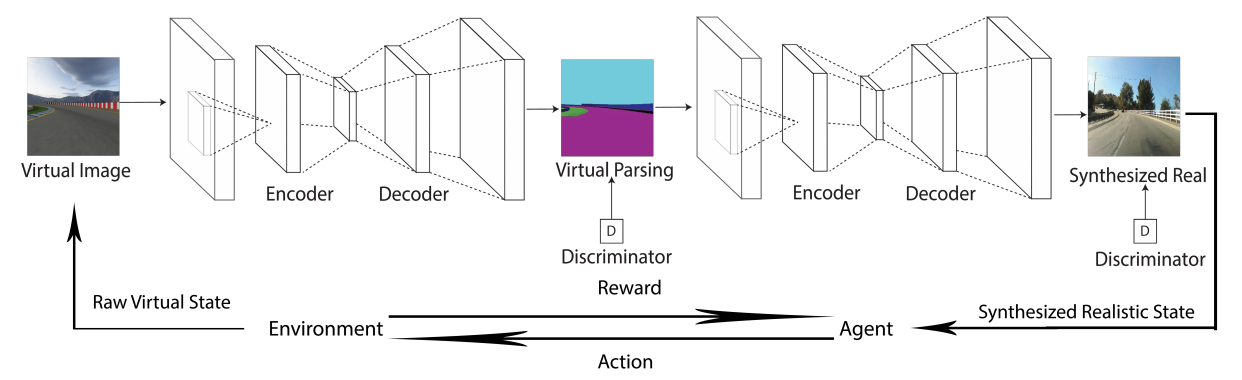 Virtual Image
Encoder
Decoder
Virtual Parsing
D
Discriminator
Encoder
Decoder
Synthesized Real
D
Discriminator
Raw Virtual State
Environment
Reward
Action
Agent
Synthesized Realistic State